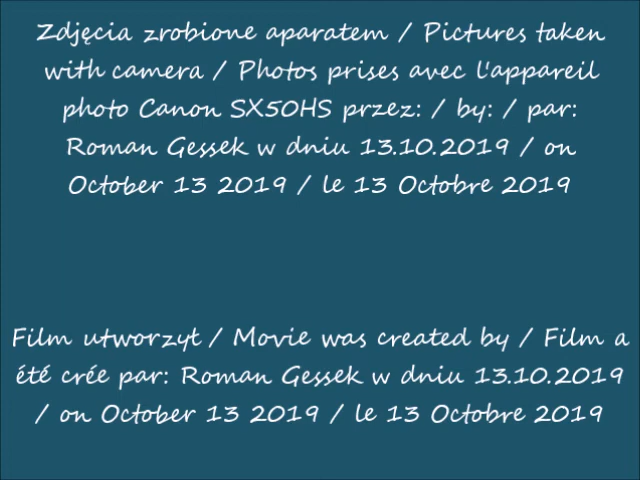 Zdjęcia zrobione aparatem / Pictures taken
with camera / Photos prises avec l'appareil
photo Canon SX50HS przez: / by: / par:
Roman Gessek w dniu 13.10.2019 / on
October 13 2019 / le 13 Octobre 2019
Film utworzył / Movie was created by / Film a
été crée par: Roman Gessek w dniu 13.10.2019
/ on October 13 2019 / le 13 Octobre 2019